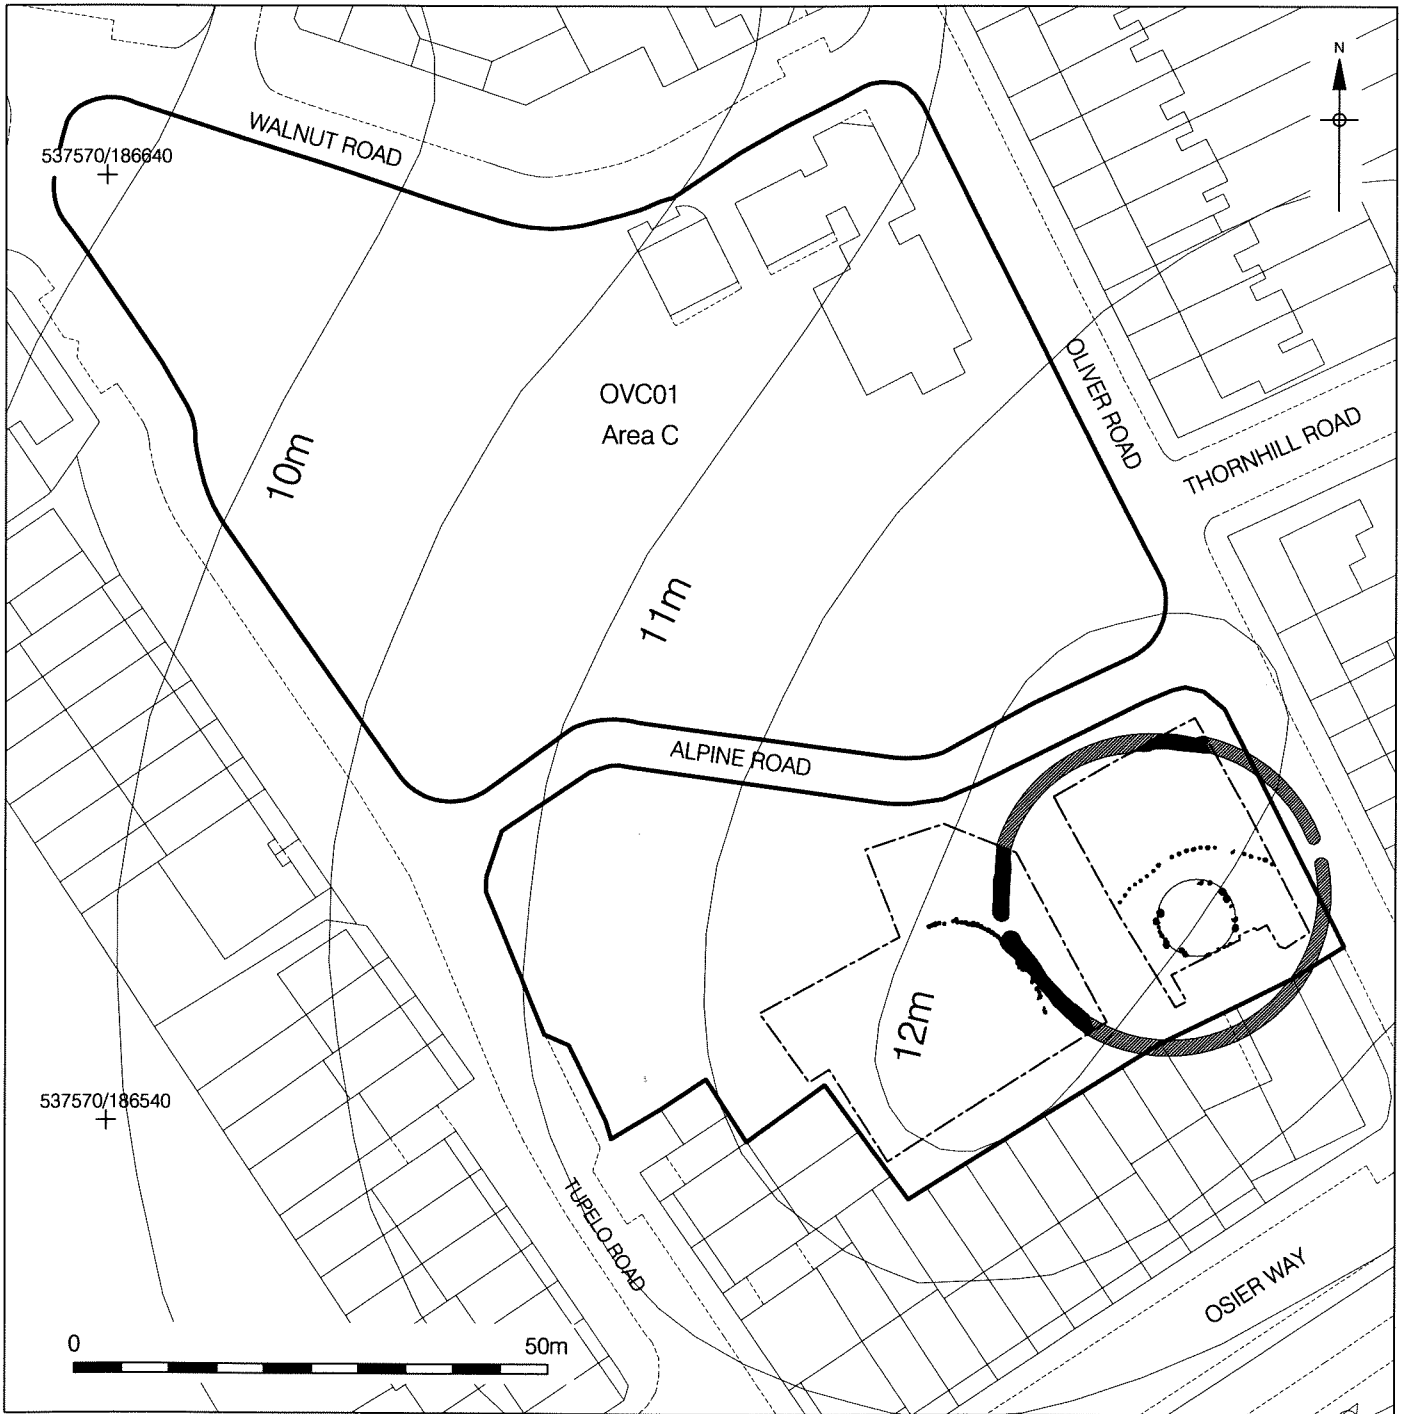 N
WALNUT ROAD
537570/186640
OVC01
Area C
OLIVER ROAD
THORNHILL ROAD
10m
11m
ALPINE ROAD
12m
537570/186540
TUPELO ROAD
OSIER WAY
0 50m